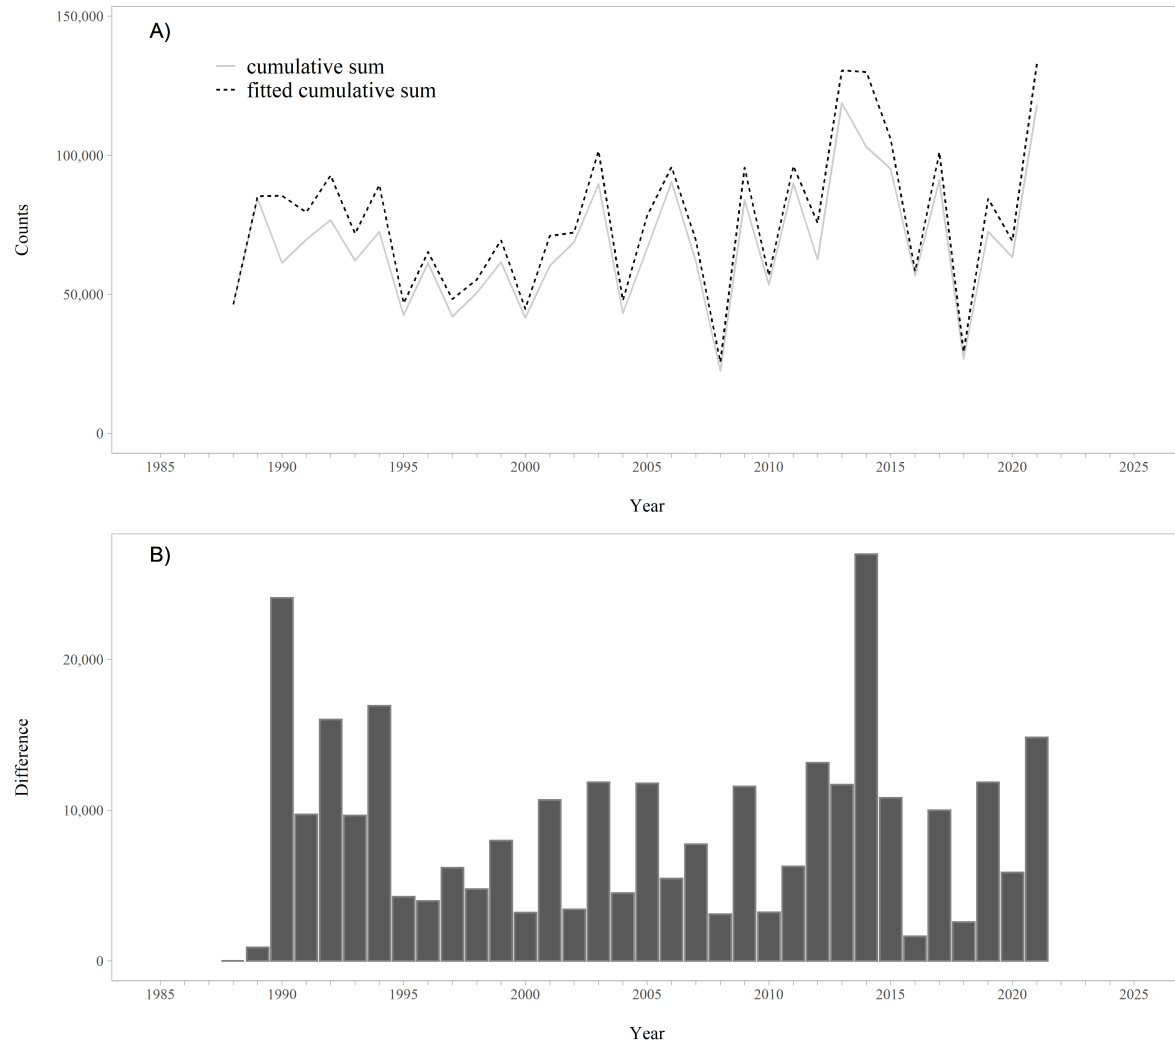 A)
150,000
cumulative sum
fitted cumulative sum
100,000
Counts
50,000
0
1985 1990 1995 2000 2005 2010 2015 2020 2025
Year
B)
20,000
Difference
10,000
0
1985 1990 1995 2000 2005 2010 2015 2020 2025
Year